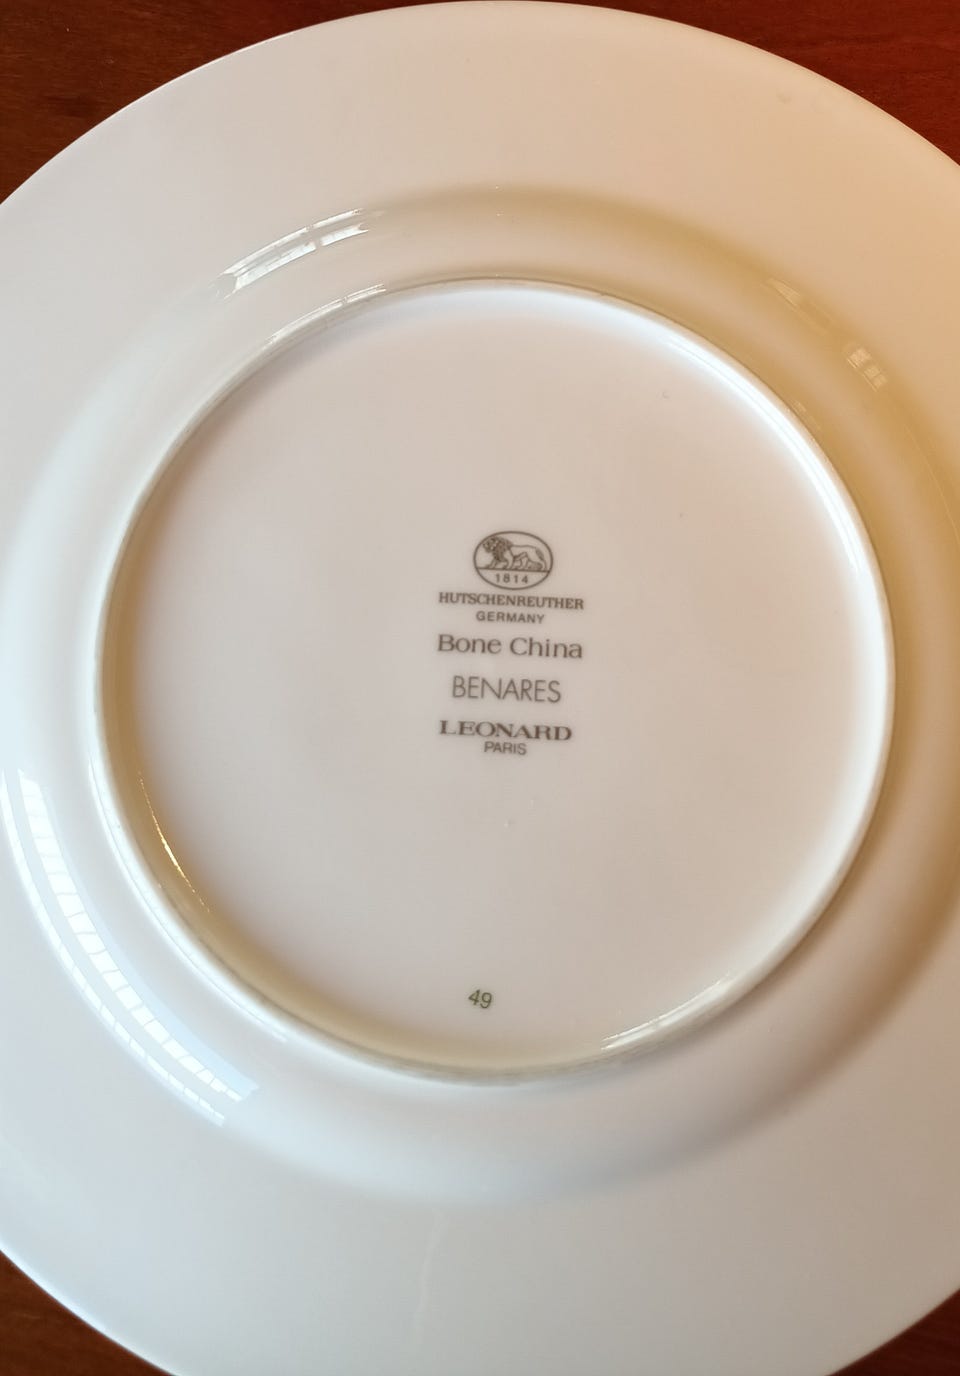 1814
HUTSCHENREUTHER
GERMANY
Bone China
BENARES
LEONARD
PARIS
49